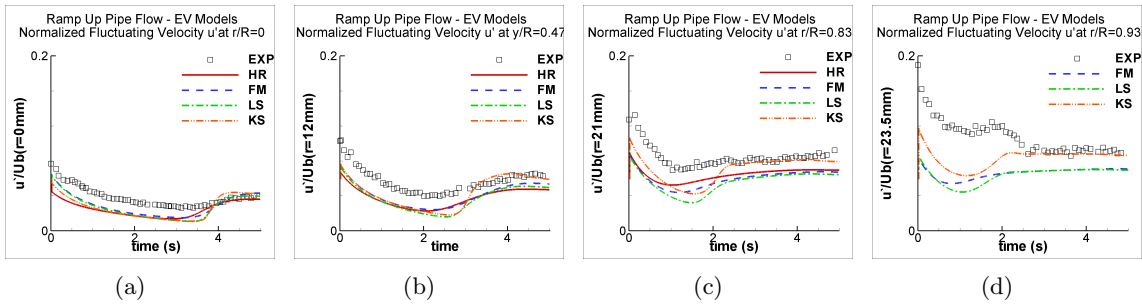 Ramp Up Pipe Flow - EV Models
Normalized Fluctuating Velocity u'at r/R=0
0.2
EXP
HR
FM
LS
KS
u'/Ub(r=0mm)
0
0
2
4
time (s)
(a)
Ramp Up Pipe Flow - EV Models
Normalized Fluctuating Velocity u' at y/R=0.47
0.2
EXP
HR
FM
LS
KS
u`/Ub(r=12mm)
0
0
2
4
time
(b)
Ramp Up Pipe Flow - EV Models
Normalized Fluctuating Velocity u'at r/R=0.83
0.2
EXP
HR
FM
LS
KS
u`/Ub(r=21mm)
0
0
2
4
time (s)
(c)
Ramp Up Pipe Flow - EV Models
Normalized Fluctuating Velocity u'at r/R=0.93
0.2
EXP
FM
LS
KS
u`/Ub(r=23.5mm)
0
0
2
4
time (s)
(d)